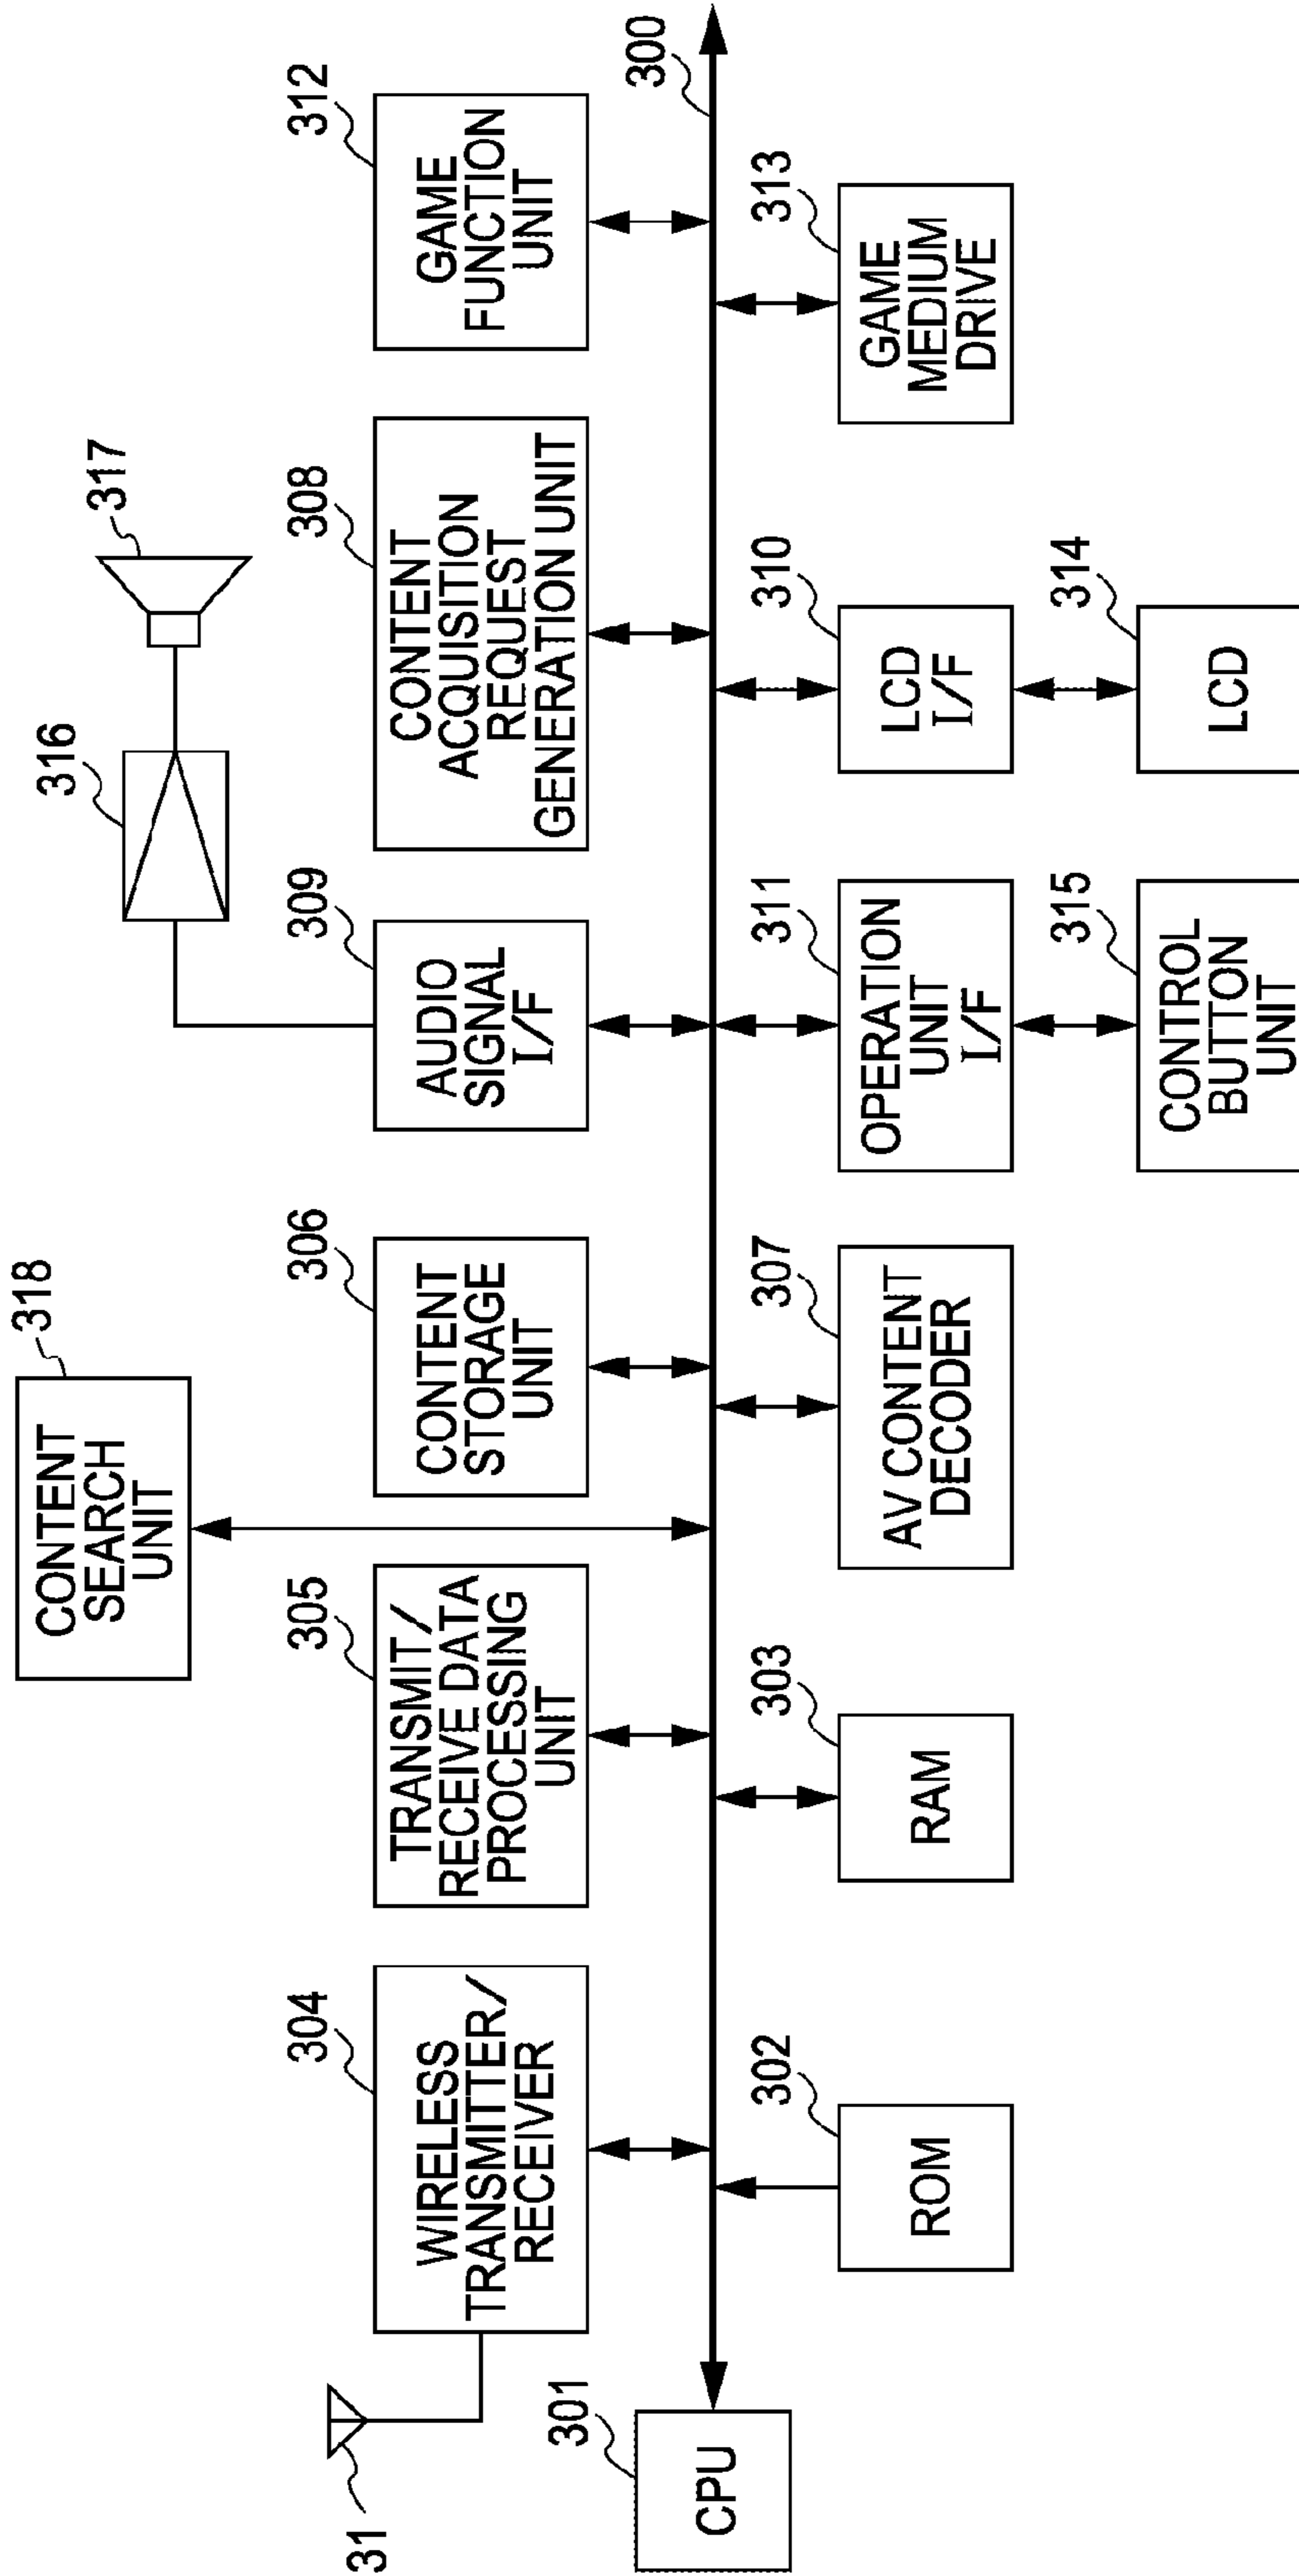 318
CONTENT
SEARCH
UNIT
316
317
31
304
WIRELESS
TRANSMITTER/
RECEIVER
305
TRANSMIT/
RECEIVE DATA
PROCESSING
UNIT
306
CONTENT
STORAGE
UNIT
309
AUDIO
SIGNAL
I/F
308
CONTENT
ACQUISITION
REQUEST
GENERATION UNIT
312
GAME
FUNCTION
UNIT
301
CPU
300
302
ROM
303
RAM
307
AV CONTENT
DECODER
311
OPERATION
UNIT
I/F
310
LCD
I/F
313
GAME
MEDIUM
DRIVE
315
CONTROL
BUTTON
UNIT
314
LCD